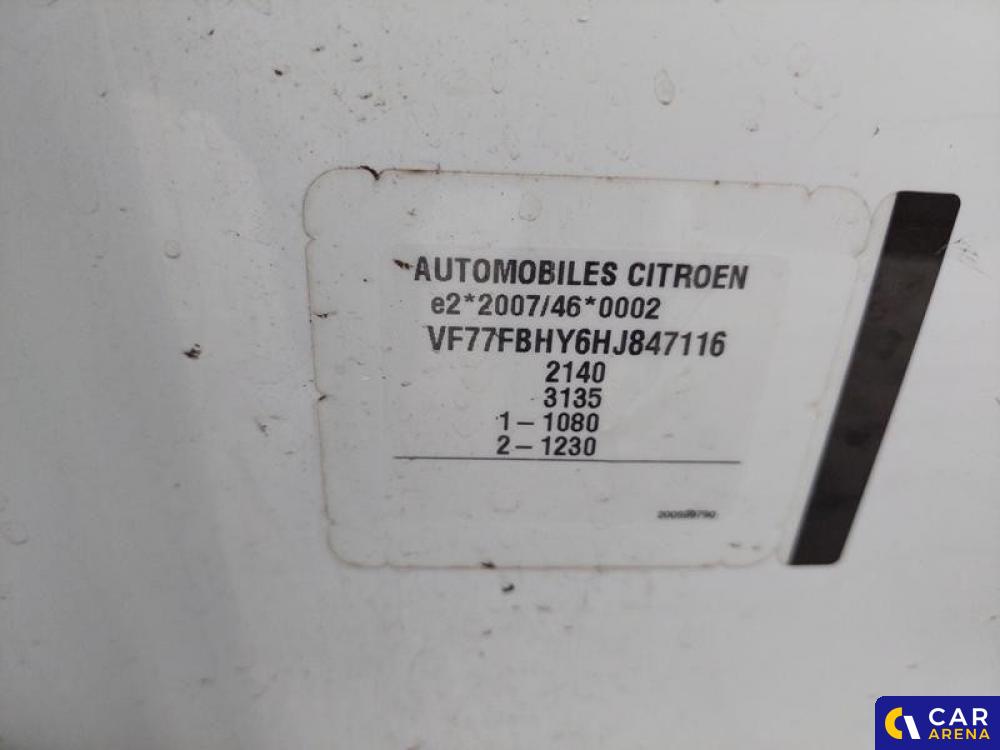 AUTOMOBILES CITROEN
e2*2007/46*0002
VF77FBHY6HJ847116
2140
3135
1-1080
2-1230
CAR
ARENA